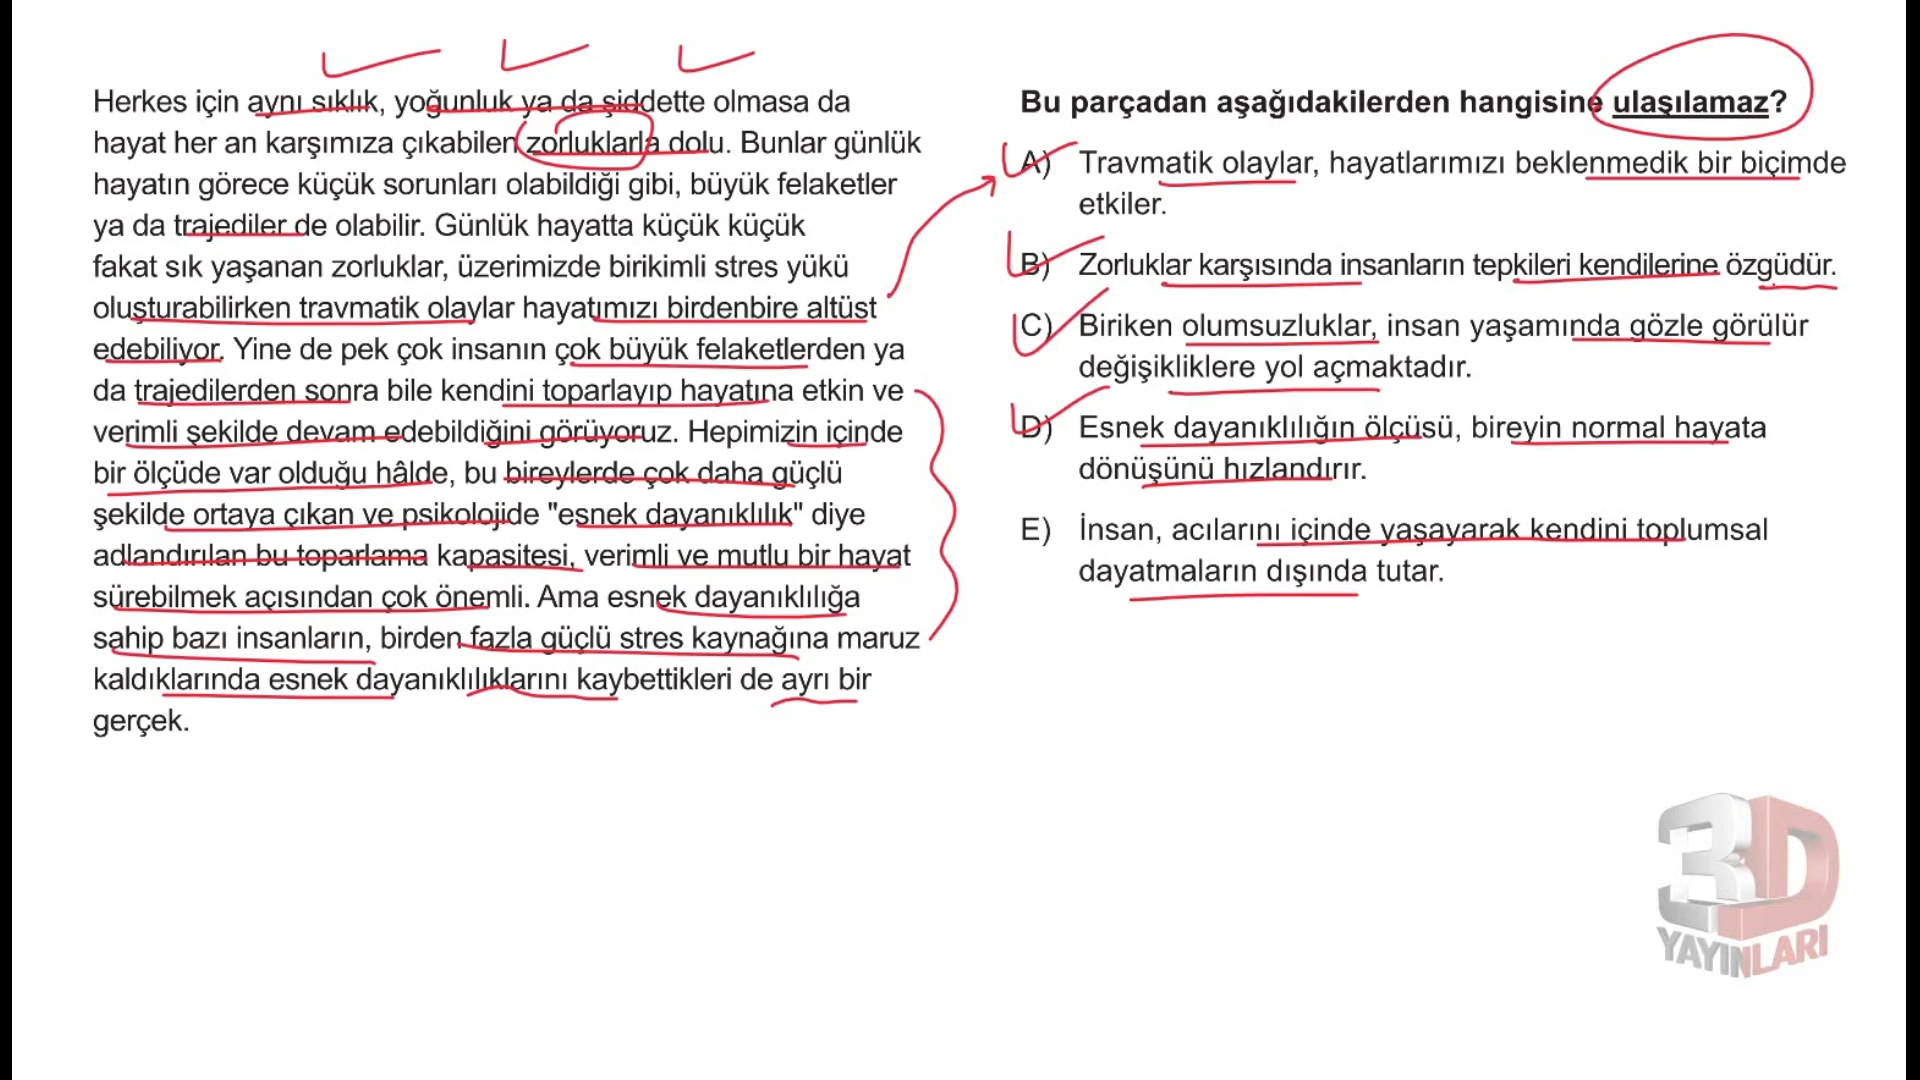 Herkes için aynı sıklık, yoğunluk ya da şiddette olmasa da
hayat her an karşımıza çıkabilen zorluklarla dolu. Bunlar günlük
hayatın görece küçük sorunları olabildiği gibi, büyük felaketler
ya da trajediler de olabilir. Günlük hayatta küçük küçük
fakat sık yaşanan zorluklar, üzerimizde birikimli stres yükü
oluşturabilirken travmatik olaylar hayatımızı birdenbire altüst
edebiliyor. Yine de pek çok insanın çok büyük felaketlerden ya
da trajedilerden sonra bile kendini toparlayıp hayatına etkin ve
verimli şekilde devam edebildiğini görüyoruz. Hepimizin içinde
bir ölçüde var olduğu hâlde, bu bireylerde çok daha güçlü
şekilde ortaya çıkan ve psikolojide "esnek dayanıklılık" diye
adlandırılan bu toparlama kapasitesi, verimli ve mutlu bir hayat
sürebilmek açısından çok önemli. Ama esnek dayanıklılığa
sahip bazı insanların, birden fazla güçlü stres kaynağına maruz
kaldıklarında esnek dayanıklılıklarını kaybettikleri de ayrı bir
gerçek.
Bu parçadan aşağıdakilerden hangisine ulaşılamaz?
A) Travmatik olaylar, hayatlarımızı beklenmedik bir biçimde
etkiler.
B) Zorluklar karşısında insanların tepkileri kendilerine özgüdür.
C) Biriken olumsuzluklar, insan yaşamında gözle görülür
değişikliklere yol açmaktadır.
D) Esnek dayanıklılığın ölçüsü, bireyin normal hayata
dönüşünü hızlandırır.
E) İnsan, acılarını içinde yaşayarak kendini toplumsal
dayatmaların dışında tutar.
3D
YAYINLARI